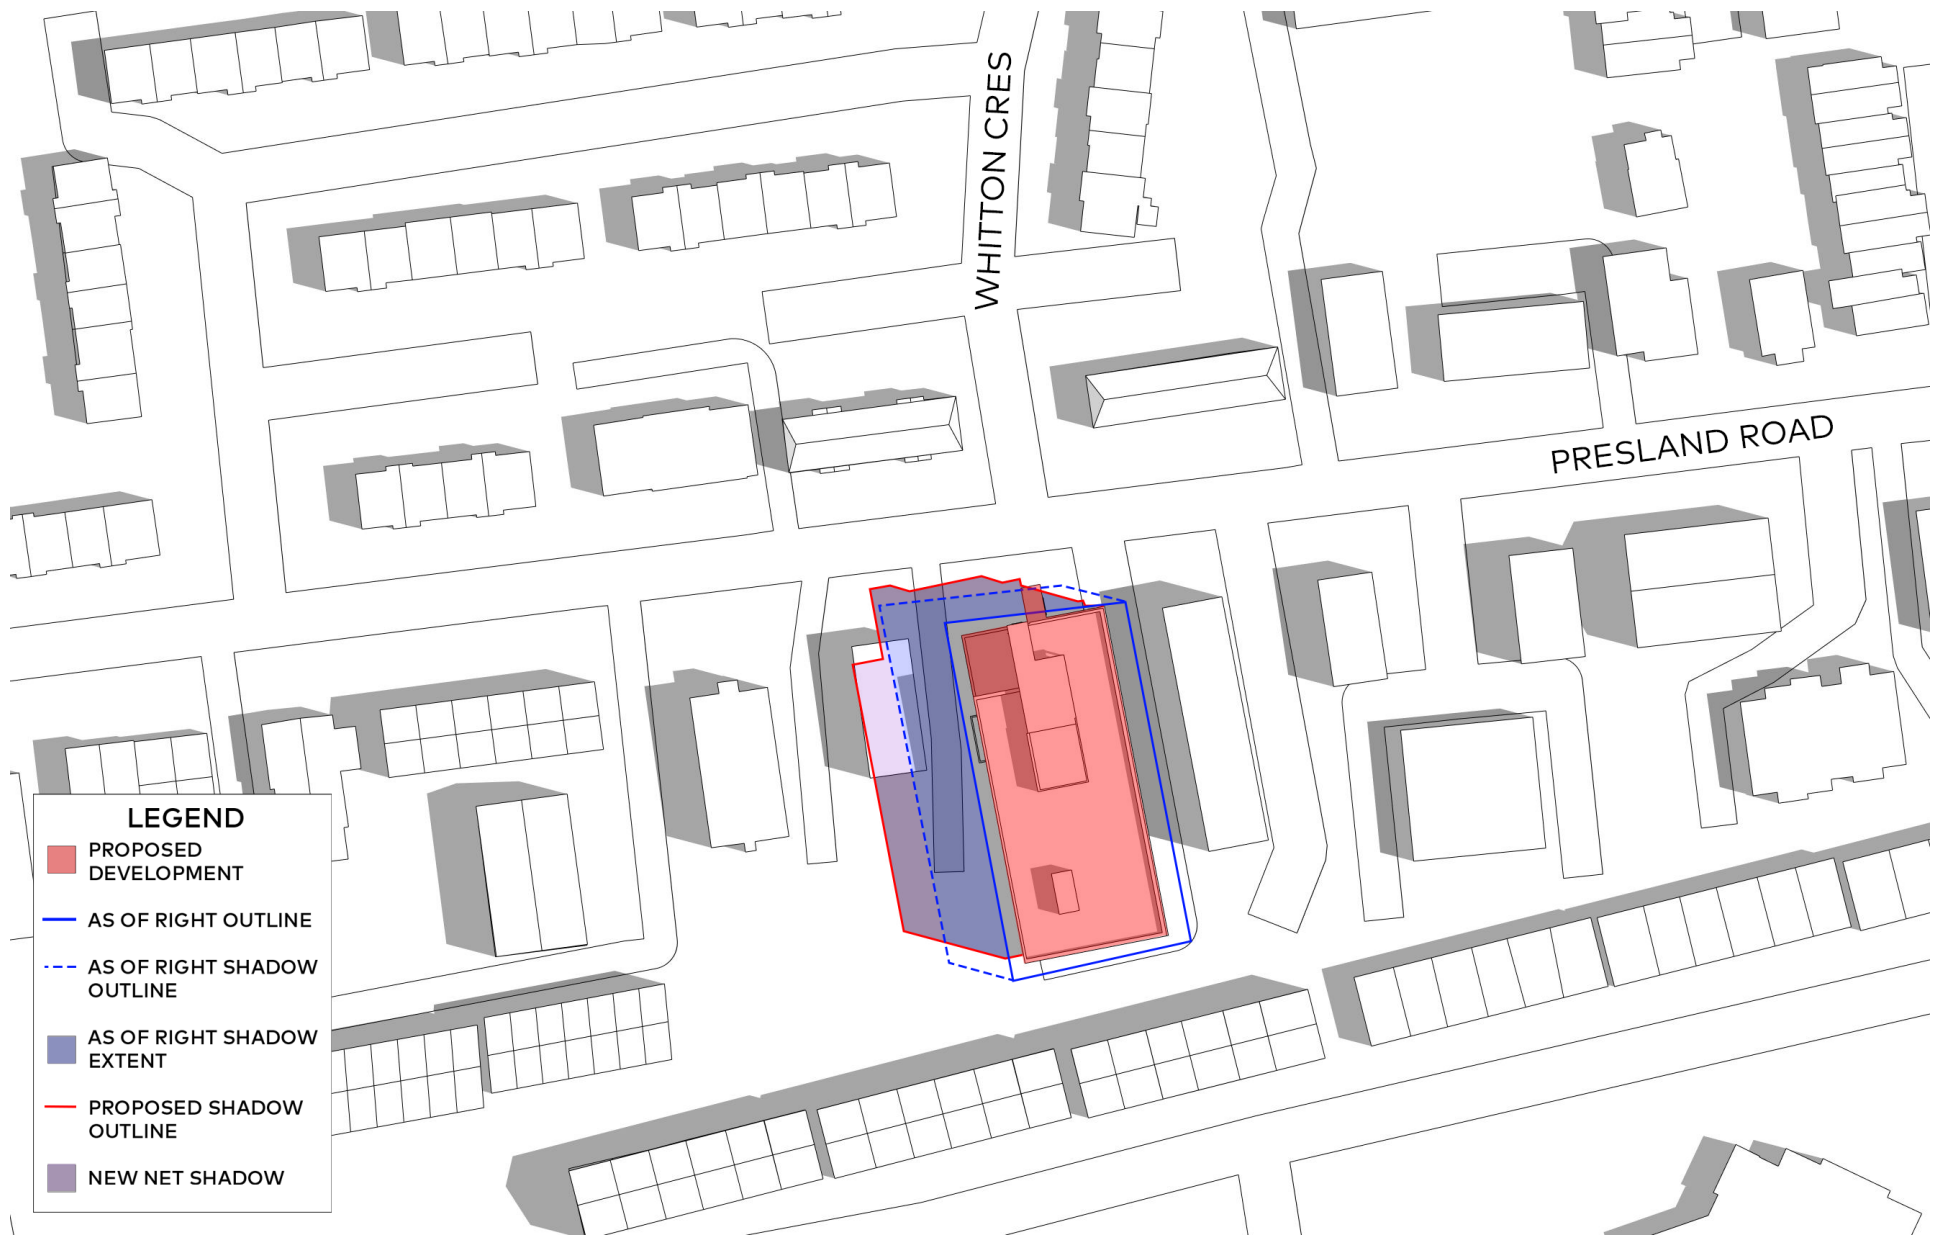 WHITTON CRES
PRESLAND ROAD
LEGEND
PROPOSED
DEVELOPMENT
AS OF RIGHT OUTLINE
AS OF RIGHT SHADOW
OUTLINE
AS OF RIGHT SHADOW
EXTENT
PROPOSED SHADOW
OUTLINE
NEW NET SHADOW